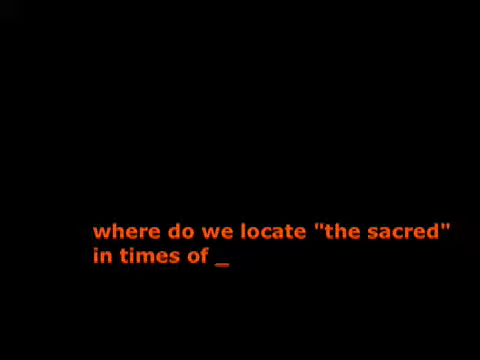 where do we locate "the sacred"
in times of _